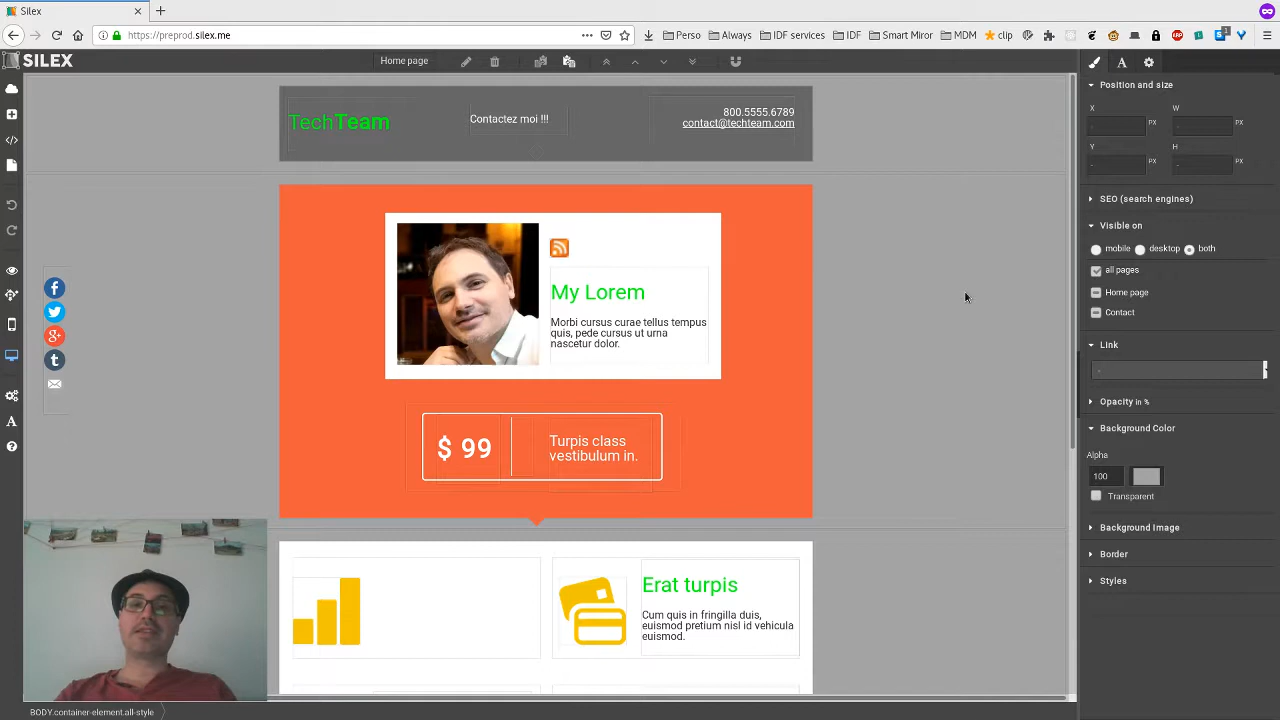 Silex
https://preprod.silex.me
Perso
Always
IDF services
IDF
Smart Miror
MDM
clip
SILEX
Home page
TechTeam
Contactez moi !!!
800.5555.6789
contact@techteam.com
My Lorem
Morbi cursus curae tellus tempus
quis, pede cursus ut urna
nascetur dolor.
$ 99
Turpis class
vestibulum in.
Erat turpis
Cum quis in fringilla duis,
euismod pretium nisl id vehicula
euismod.
Position and size
X
W
PX
PX
Y
H
PX
PX
SEO (search engines)
Visible on
mobile
desktop
both
all pages
Home page
Contact
Link
Opacity in %
Background Color
Alpha
100
Transparent
Background Image
Border
Styles
BODY.container-element.all-style